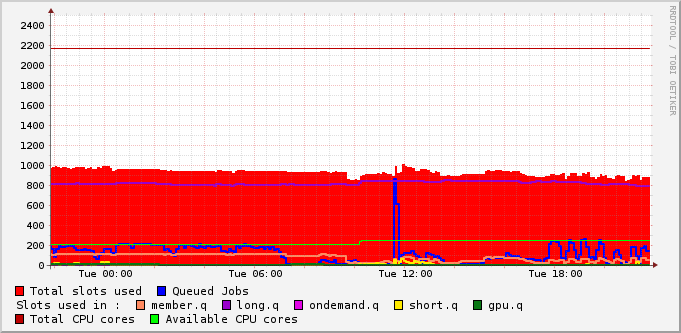 RRDTOOL / TOBI OETIKER
2400
2200
2000
1800
1600
1400
1200
1000
800
600
400
200
0
Tue 00:00 Tue 06:00 Tue 12:00 Tue 18:00
Total slots used Queued Jobs
Slots used in : member.q long.q ondemand.q short.q gpu.q
Total CPU cores Available CPU cores